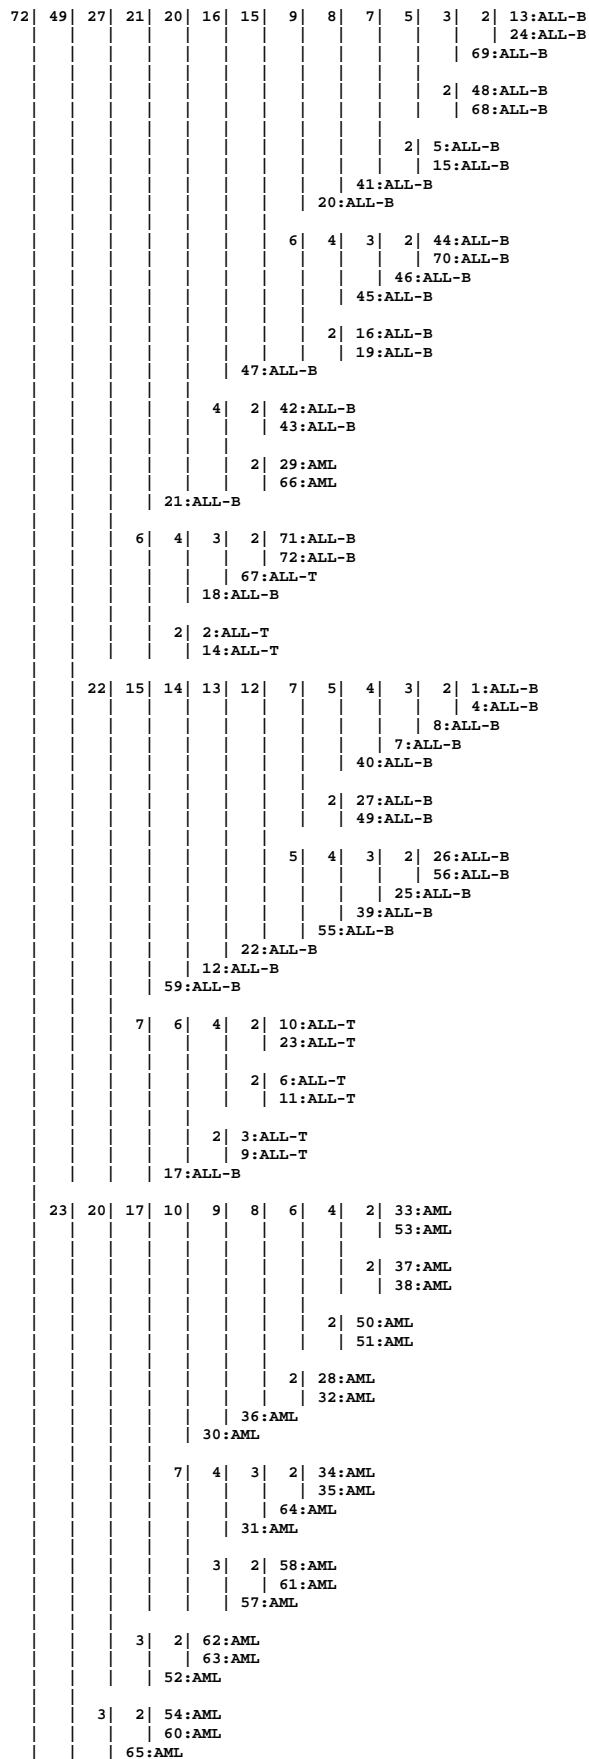 72| 49| 27| 21| 20| 16| 15| 9| 8| 7| 5| 3| 2| 13:ALL-B
24:ALL-B
69:ALL-B
2| 48:ALL-B
68:ALL-B
2| 5:ALL-B
15:ALL-B
41:ALL-B
20:ALL-B
6| 4| 3| 2| 44:ALL-B
70:ALL-B
46:ALL-B
45:ALL-B
2| 16:ALL-B
19:ALL-B
47:ALL-B
4| 2| 42:ALL-B
43:ALL-B
2| 29:AML
66:AML
21:ALL-B
6| 4| 3| 2| 71:ALL-B
72:ALL-B
67:ALL-T
18:ALL-B
2| 2:ALL-T
14:ALL-T
22| 15| 14| 13| 12| 7| 5| 4| 3| 2| 1:ALL-B
4:ALL-B
8:ALL-B
7:ALL-B
40:ALL-B
2| 27:ALL-B
49:ALL-B
5| 4| 3| 2| 26:ALL-B
56:ALL-B
25:ALL-B
39:ALL-B
55:ALL-B
22:ALL-B
12:ALL-B
59:ALL-B
7| 6| 4| 2| 10:ALL-T
23:ALL-T
2| 6:ALL-T
11:ALL-T
2| 3:ALL-T
9:ALL-T
17:ALL-B
23| 20| 17| 10| 9| 8| 6| 4| 2| 33:AML
53:AML
2| 37:AML
38:AML
2| 50:AML
51:AML
2| 28:AML
32:AML
36:AML
30:AML
7| 4| 3| 2| 34:AML
35:AML
64:AML
31:AML
3| 2| 58:AML
61:AML
57:AML
3| 2| 62:AML
63:AML
52:AML
3| 2| 54:AML
60:AML
65:AML